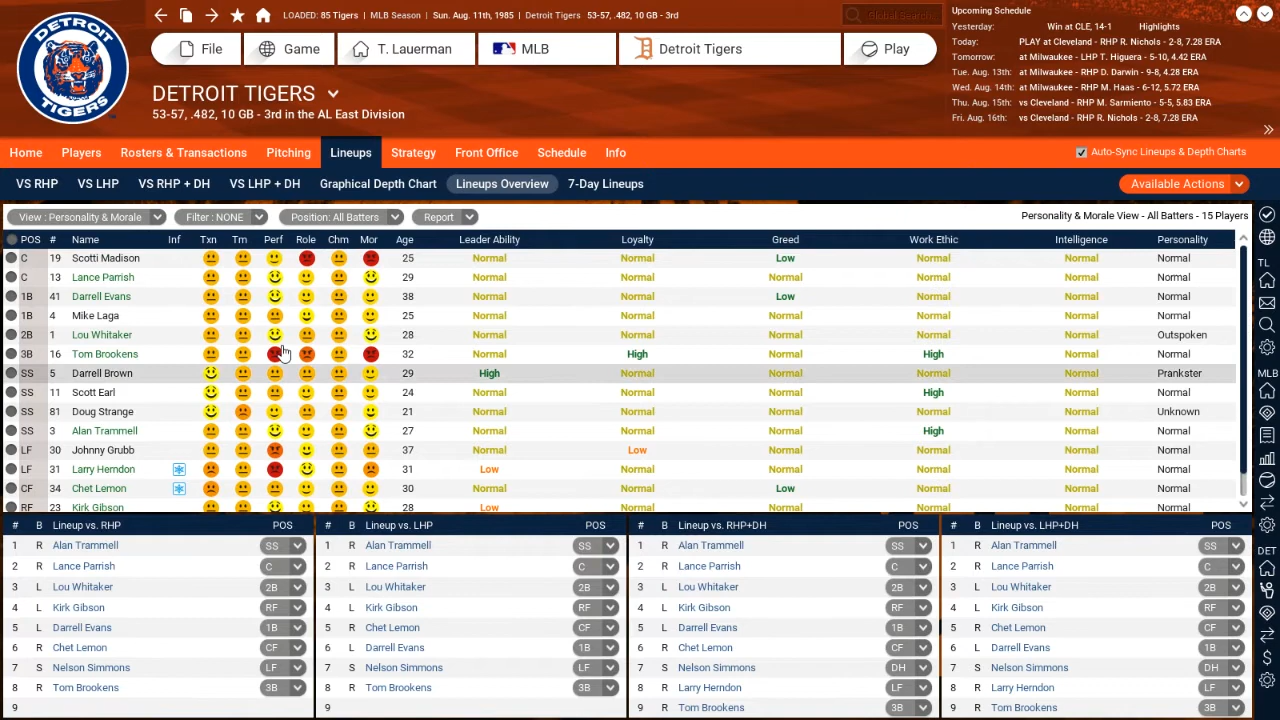 DETROIT
TIGERS
LOADED: 85 Tigers | MLB Season | Sun. Aug. 11th, 1985 | Detroit Tigers 53-57, .482, 10 GB - 3rd
Global Search
File Game T. Lauerman MLB Detroit Tigers Play
DETROIT TIGERS
53-57, .482, 10 GB - 3rd in the AL East Division
Upcoming Schedule
Yesterday: Win at CLE, 14-1 Highlights
Today: PLAY at Cleveland - RHP R. Nichols - 2-8, 7.28 ERA
Tomorrow: at Milwaukee - LHP T. Higuera - 5-10, 4.42 ERA
Tue. Aug. 13th: at Milwaukee - RHP D. Darwin - 9-8, 4.28 ERA
Wed. Aug. 14th: at Milwaukee - RHP M. Haas - 6-12, 5.72 ERA
Thu. Aug. 15th: vs Cleveland - RHP M. Sarmiento - 5-5, 5.83 ERA
Fri. Aug. 16th: vs Cleveland - RHP R. Nichols - 2-8, 7.28 ERA
Home Players Rosters & Transactions Pitching Lineups Strategy Front Office Schedule Info
Auto-Sync Lineups & Depth Charts
VS RHP VS LHP VS RHP + DH VS LHP + DH Graphical Depth Chart Lineups Overview 7-Day Lineups
Available Actions
View : Personality & Morale Filter : NONE Position: All Batters Report
Personality & Morale View - All Batters - 15 Players
POS # Name Inf Txn Tm Perf Role Chm Mor Age Leader Ability Loyalty Greed Work Ethic Intelligence Personality
C 19 Scotti Madison 25 Normal Normal Low Normal Normal Normal
C 13 Lance Parrish 29 Normal Normal Normal Normal Normal Normal
1B 41 Darrell Evans 38 Normal Normal Low Normal Normal Normal
1B 4 Mike Laga 25 Normal Normal Normal Normal Normal Normal
2B 1 Lou Whitaker 28 Normal Normal Normal Normal Normal Outspoken
3B 16 Tom Brookens 32 Normal High Normal High Normal Normal
SS 5 Darrell Brown 29 High Normal Normal Normal Normal Prankster
SS 11 Scott Earl 24 Normal Normal Normal High Normal Normal
SS 81 Doug Strange 21 Normal Normal Normal Normal Normal Unknown
SS 3 Alan Trammell 27 Normal Normal Normal High Normal Normal
LF 30 Johnny Grubb 37 Normal Low Normal Normal Normal Normal
LF 31 Larry Herndon 31 Low Normal Normal Normal Normal Normal
CF 34 Chet Lemon 30 Normal Normal Low Normal Normal Normal
RF 23 Kirk Gibson 28 Low Normal Normal Normal Normal Normal
# B Lineup vs. RHP POS
1 R Alan Trammell SS
2 R Lance Parrish C
3 L Lou Whitaker 2B
4 L Kirk Gibson RF
5 L Darrell Evans 1B
6 R Chet Lemon CF
7 S Nelson Simmons LF
8 R Tom Brookens 3B
9
# B Lineup vs. LHP POS
1 R Alan Trammell SS
2 R Lance Parrish C
3 L Lou Whitaker 2B
4 L Kirk Gibson RF
5 R Chet Lemon CF
6 L Darrell Evans 1B
7 S Nelson Simmons LF
8 R Tom Brookens 3B
9
# B Lineup vs. RHP+DH POS
1 R Alan Trammell SS
2 R Lance Parrish C
3 L Lou Whitaker 2B
4 L Kirk Gibson RF
5 L Darrell Evans 1B
6 R Chet Lemon CF
7 S Nelson Simmons DH
8 R Larry Herndon LF
9 R Tom Brookens 3B
# B Lineup vs. LHP+DH POS
1 R Alan Trammell SS
2 R Lance Parrish C
3 L Lou Whitaker 2B
4 L Kirk Gibson RF
5 R Chet Lemon CF
6 L Darrell Evans 1B
7 S Nelson Simmons DH
8 R Larry Herndon LF
9 R Tom Brookens 3B
TL
MLB
DET